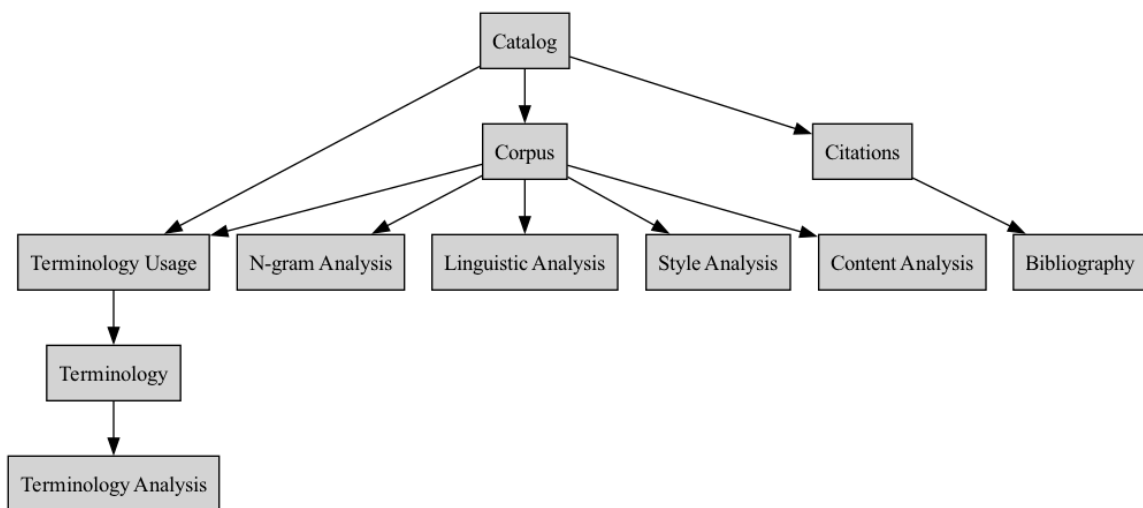 Catalog
Corpus
Citations
Terminology Usage
N-gram Analysis
Linguistic Analysis
Style Analysis
Content Analysis
Bibliography
Terminology
Terminology Analysis